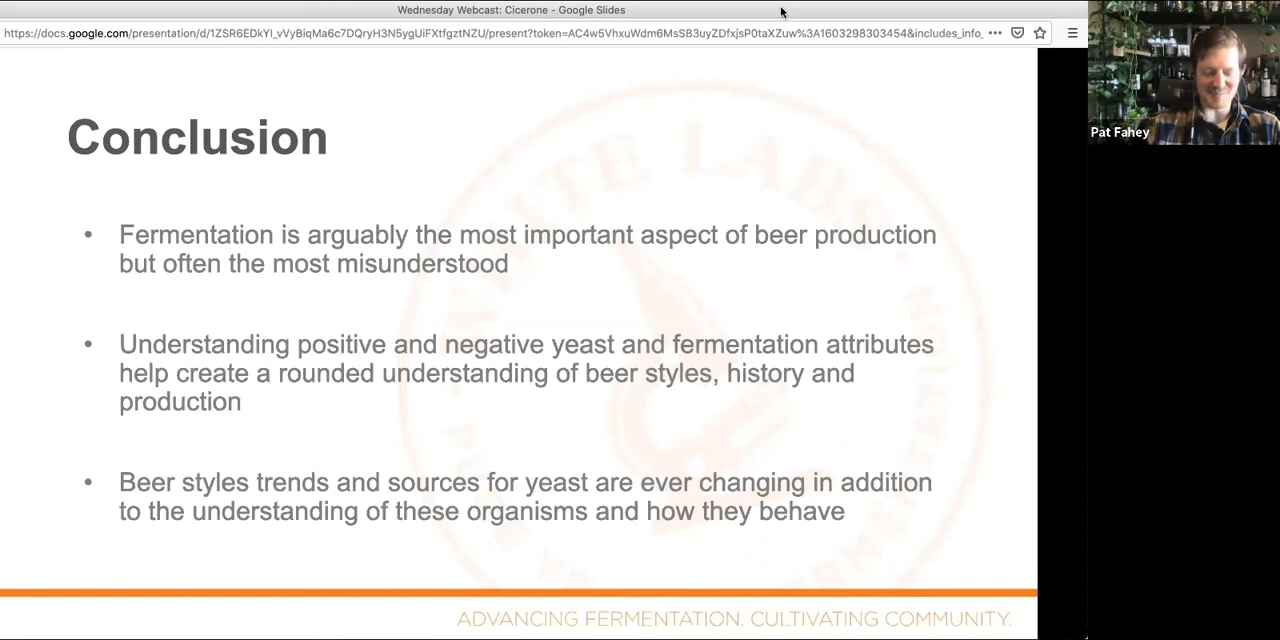 Wednesday Webcast: Cicerone - Google Slides
https://docs.google.com/presentation/d/1ZSR6EDkYI_vVyBiqMa6c7DQryH3N5ygUiFXtfgztNZU/present?token=AC4w5VhxuWdm6MsSB3uyZDfxjsP0taXZuw%3A1603298303454&includes_info_
Pat Fahey
Conclusion
• Fermentation is arguably the most important aspect of beer production
but often the most misunderstood
• Understanding positive and negative yeast and fermentation attributes
help create a rounded understanding of beer styles, history and
production
• Beer styles trends and sources for yeast are ever changing in addition
to the understanding of these organisms and how they behave
WHITE LABS
ADVANCING FERMENTATION. CULTIVATING COMMUNITY.